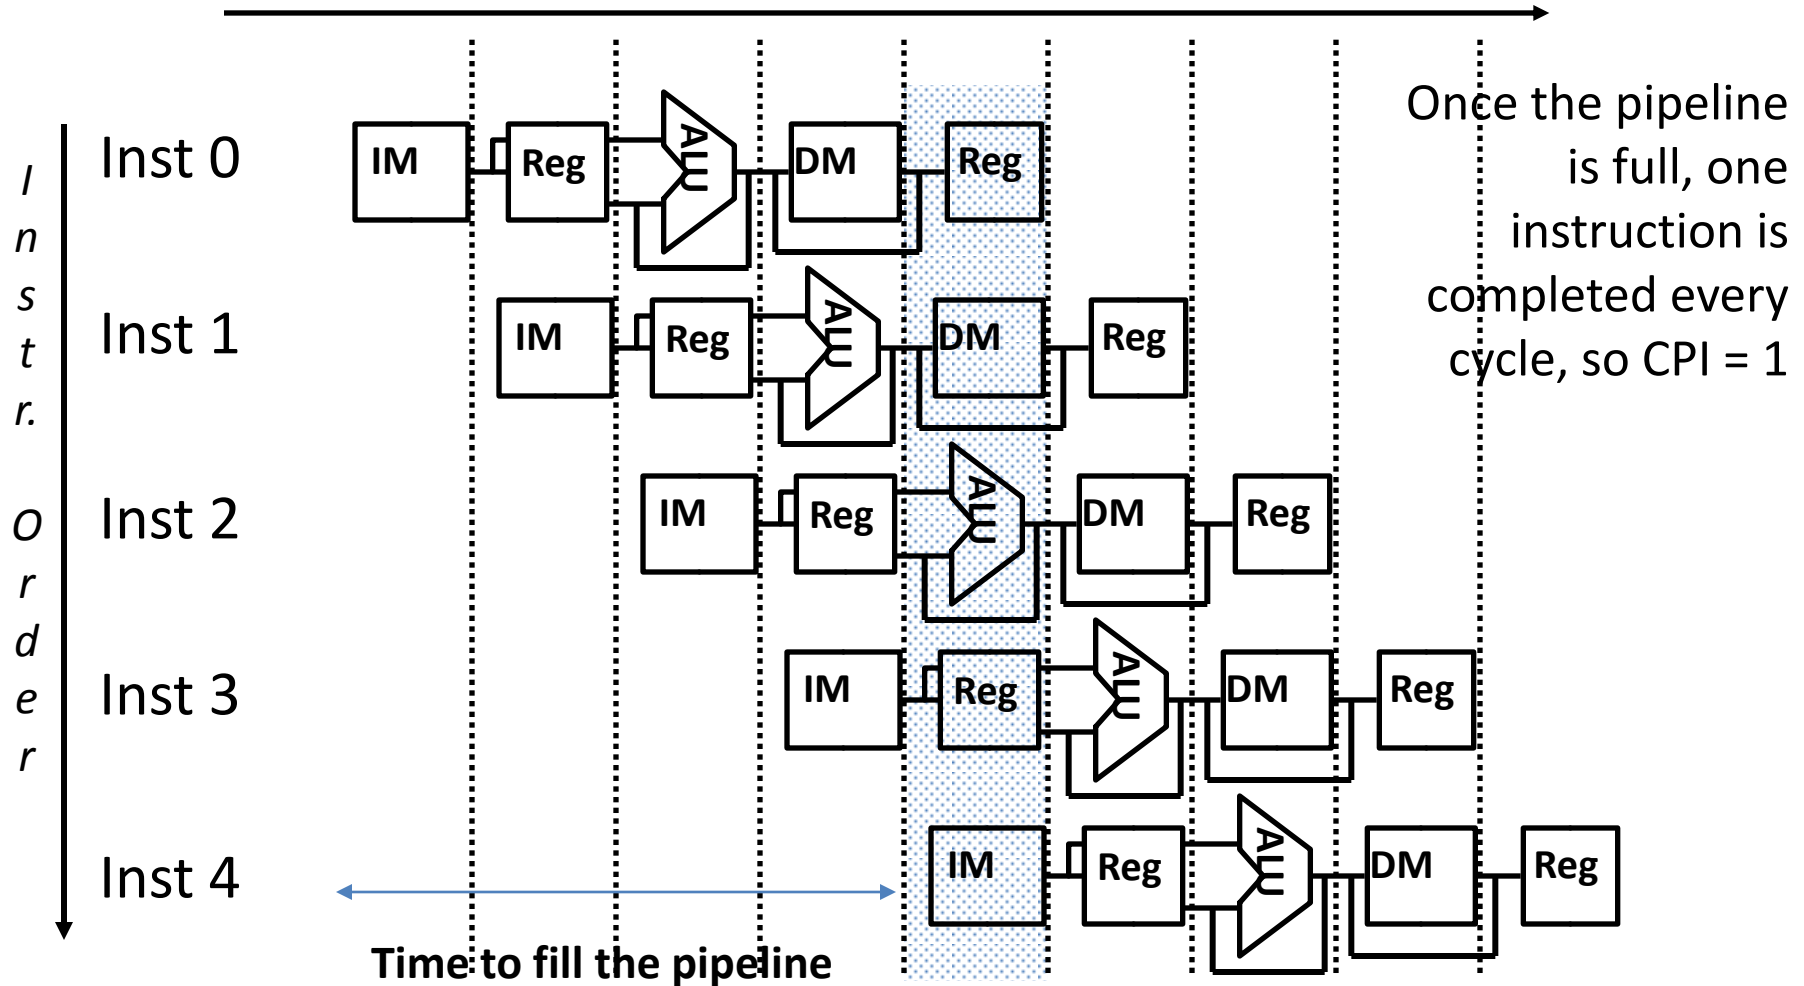 Once the pipeline
is full, one
instruction is
completed every
cycle, so CPI = 1
Instr. Order
Inst 0
IM Reg ALU DM Reg
Inst 1
IM Reg ALU DM Reg
Inst 2
IM Reg ALU DM Reg
Inst 3
IM Reg ALU DM Reg
Inst 4
IM Reg ALU DM Reg
Time to fill the pipeline